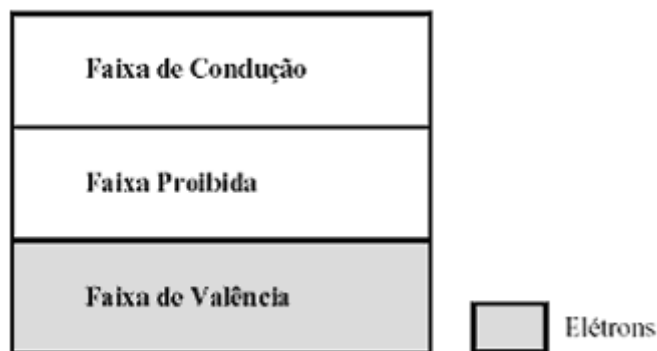 Faixa de Condução
Faixa Proibida
Faixa de Valência
Elétrons